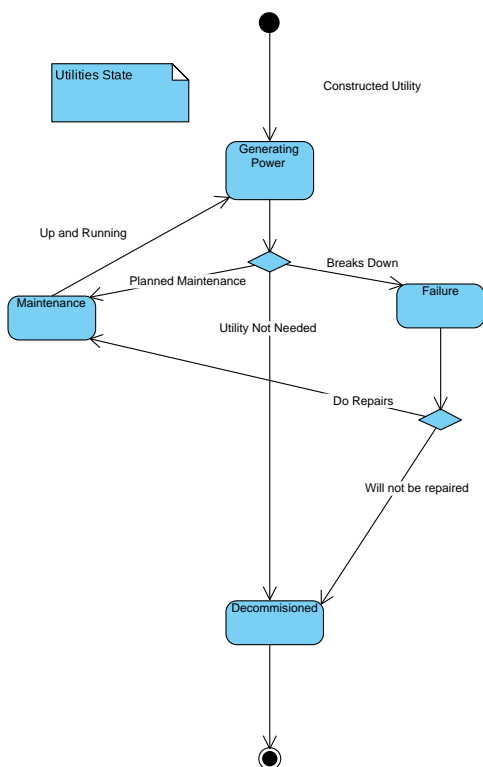 Utilities State
Constructed Utility
Generating
Power
Up and Running
Breaks Down
Planned Maintenance
Failure
Maintenance
Utility Not Needed
Do Repairs
Will not be repaired
Decommisioned